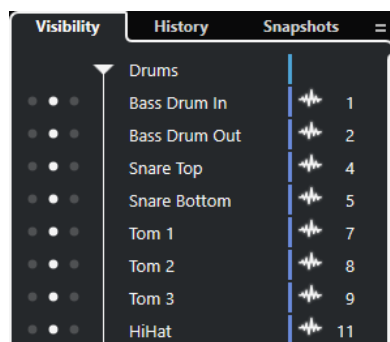 Visibility History Snapshots
Drums
Bass Drum In 1
Bass Drum Out 2
Snare Top 4
Snare Bottom 5
Tom 1 7
Tom 2 8
Tom 3 9
HiHat 11